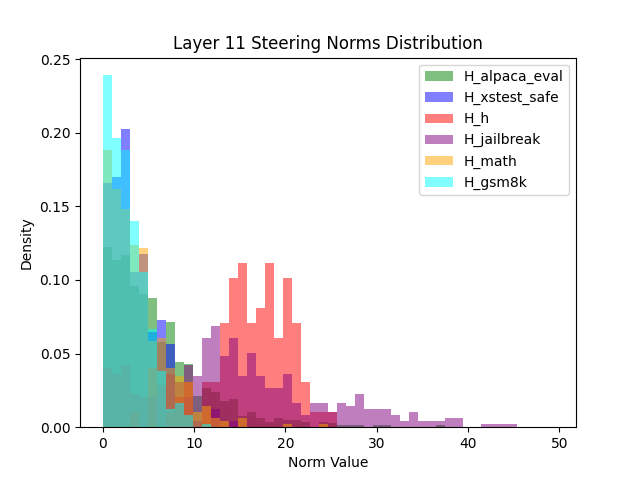 Layer 11 Steering Norms Distribution
0.25
0.20
0.15
0.10
0.05
0.00
Density
H_alpaca_eval
H_xstest_safe
H_h
H_jailbreak
H_math
H_gsm8k
0 10 20 30 40 50
Norm Value